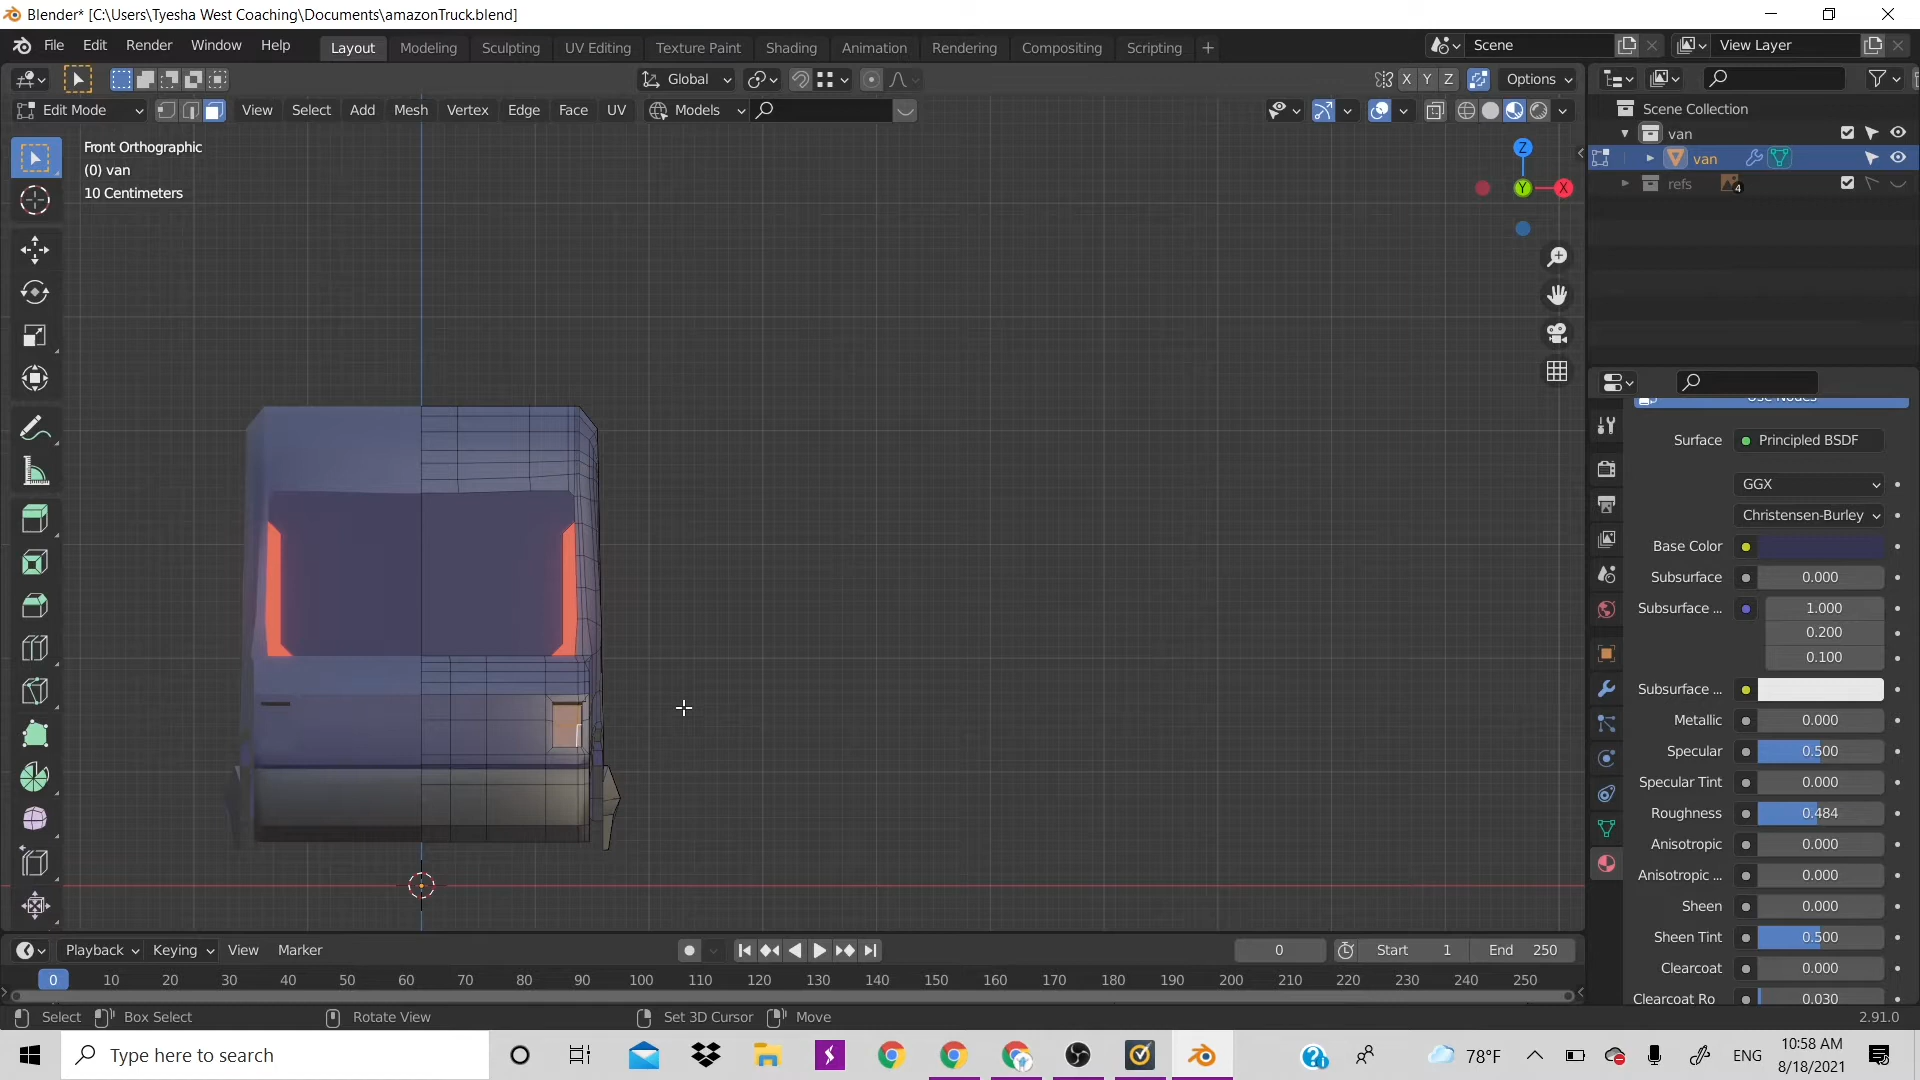 Blender* [C:\Users\Tyesha West Coaching\Documents\amazonTruck.blend]
File Edit Render Window Help Layout Modeling Sculpting UV Editing Texture Paint Shading Animation Rendering Compositing Scripting + Scene View Layer
Global X Y Z Options
Edit Mode View Select Add Mesh Vertex Edge Face UV Models
Scene Collection
van
van
refs 4
Front Orthographic
(0) van
10 Centimeters
Z
Y X
Use Nodes
Surface Principled BSDF
GGX
Christensen-Burley
Base Color
Subsurface 0.000
Subsurface ... 1.000
0.200
0.100
Subsurface ...
Metallic 0.000
Specular 0.500
Specular Tint 0.000
Roughness 0.484
Anisotropic 0.000
Anisotropic ... 0.000
Sheen 0.000
Sheen Tint 0.500
Clearcoat 0.000
Clearcoat Ro 0.030
Playback Keying View Marker 0 Start 1 End 250
0 10 20 30 40 50 60 70 80 90 100 110 120 130 140 150 160 170 180 190 200 210 220 230 240 250
Select Box Select Rotate View Set 3D Cursor Move 2.91.0
Type here to search 78°F ENG 10:58 AM
8/18/2021